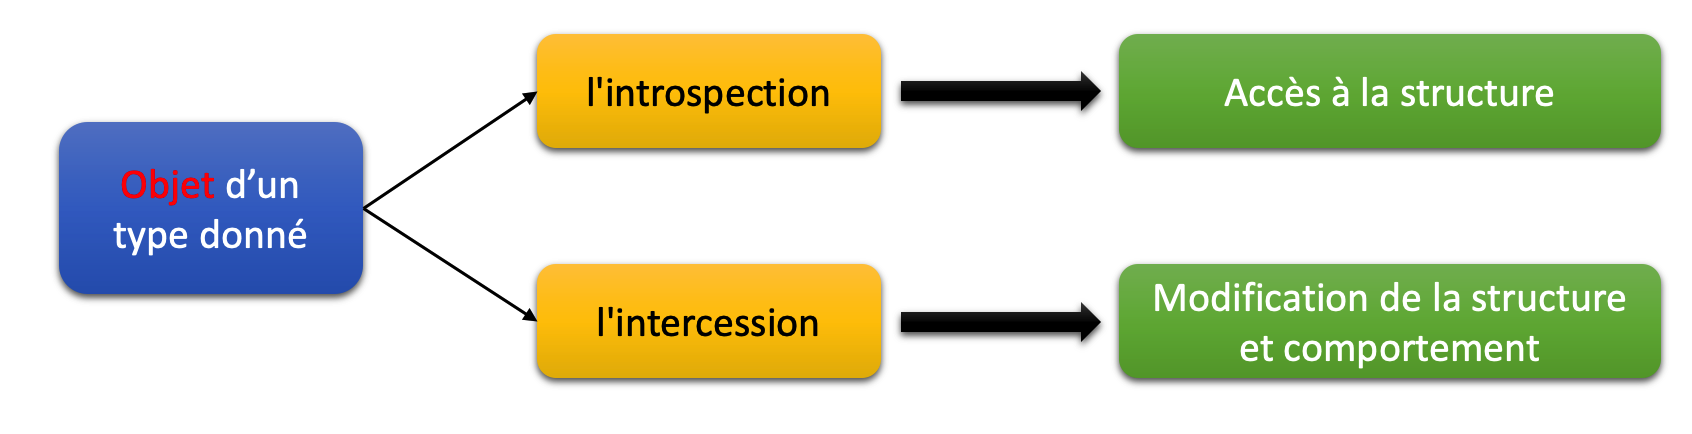 Objet d’un
type donné
l'introspection
Accès à la structure
l'intercession
Modification de la structure
et comportement